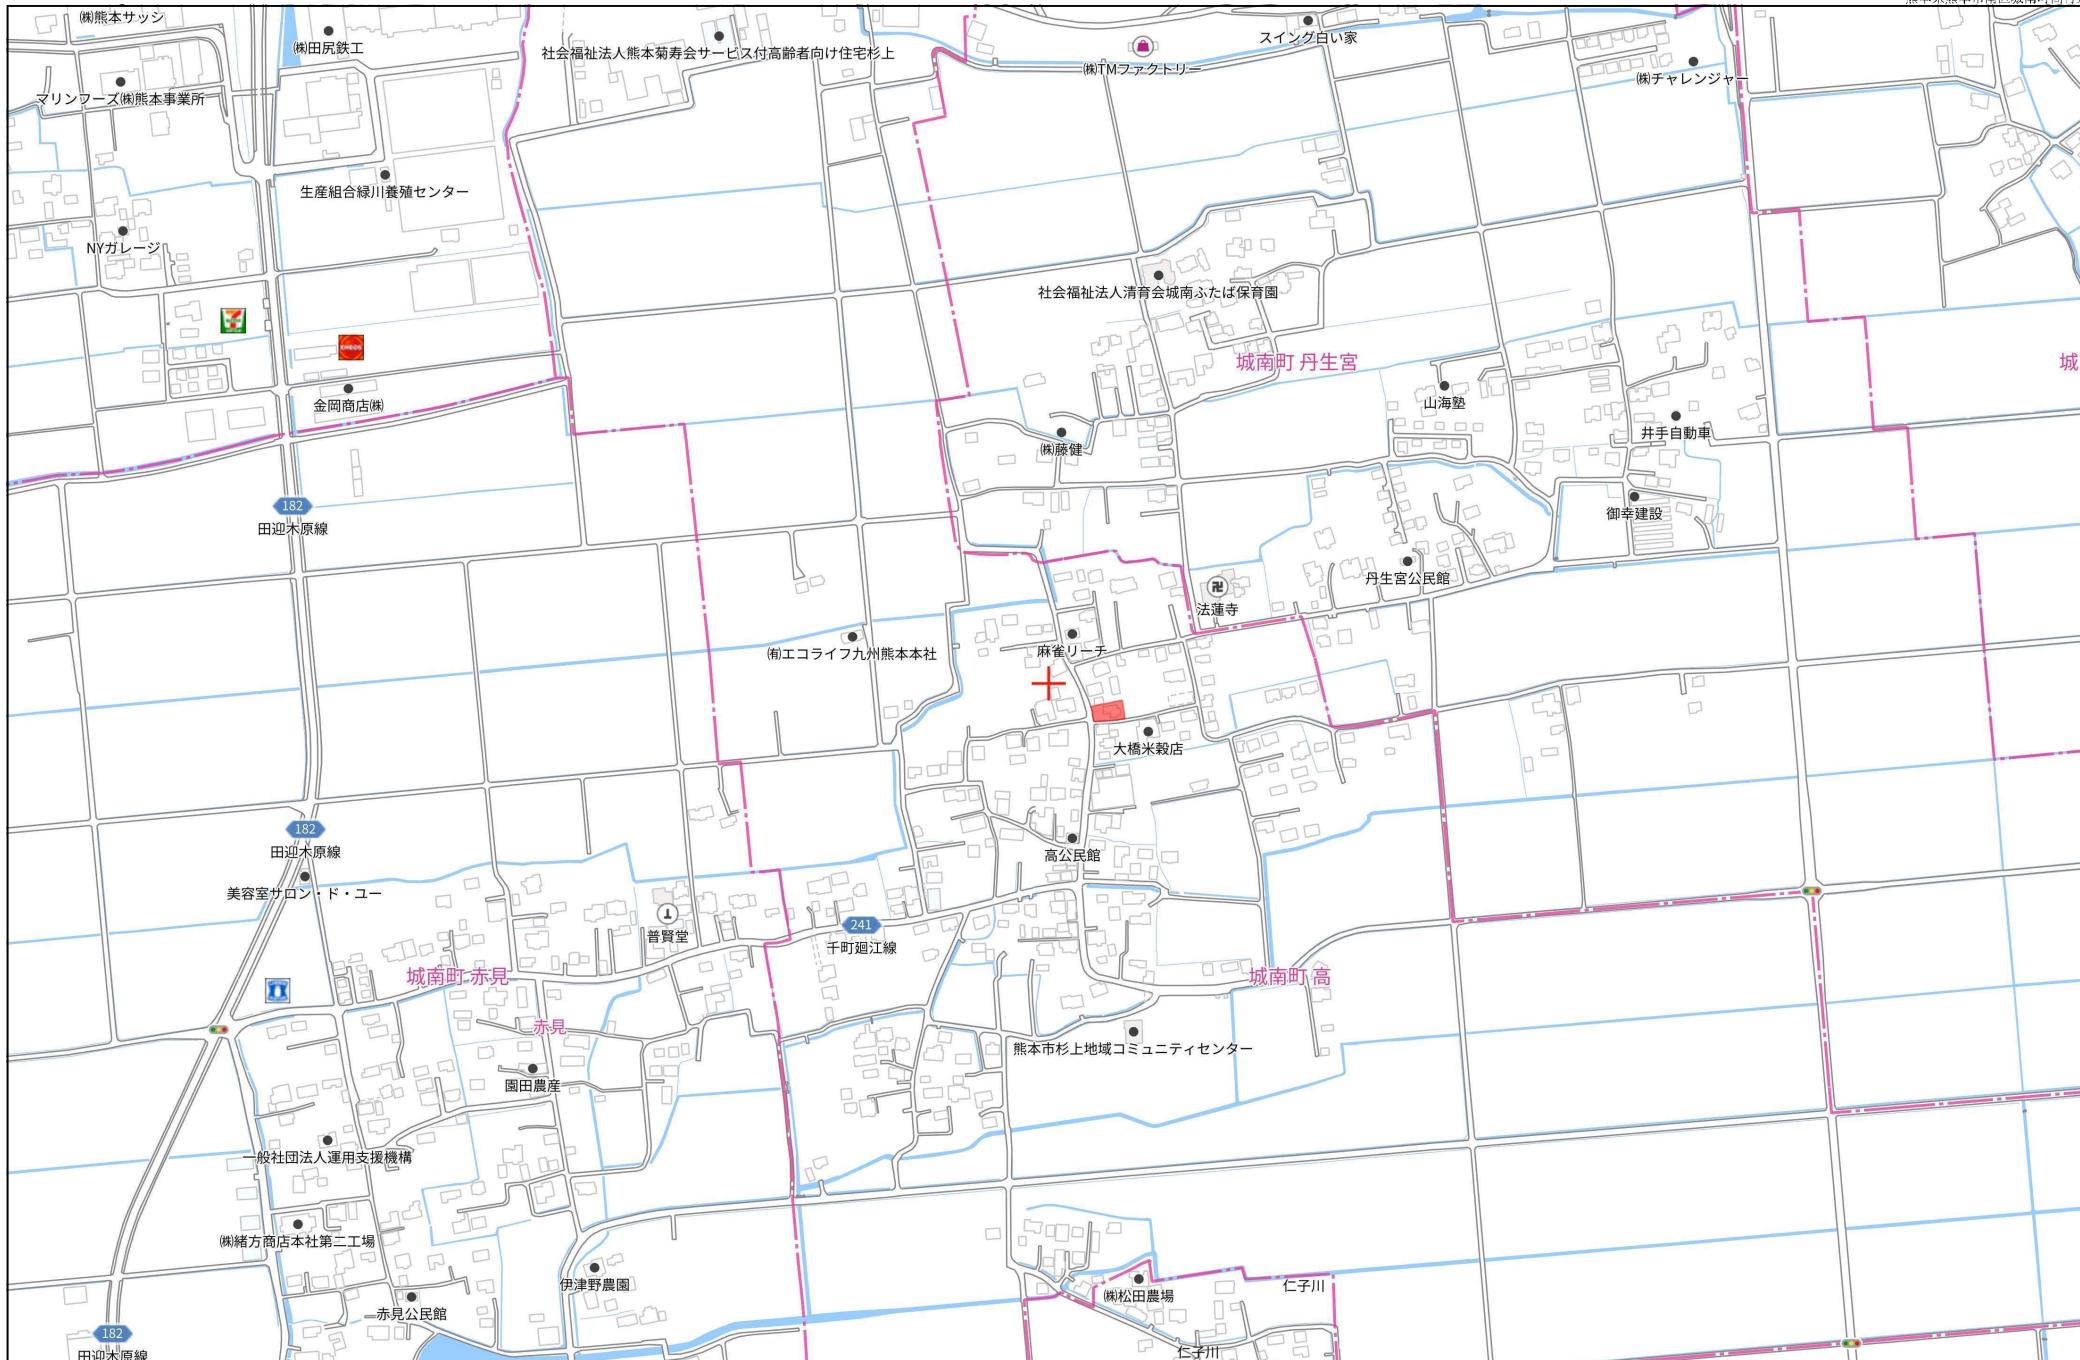 ㈱熊本サッシ
㈱田尻鉄工
社会福祉法人熊本菊寿会サービス付高齢者向け住宅杉上
㈱TMファクトリー
スイング白い家
㈱チャレンジャー
マリンフーズ㈱熊本事業所
生産組合緑川養殖センター
NYガレージ
社会福祉法人清育会城南ふたば保育園
ENEOS
城南町 丹生宮
城
金岡商店㈱
山海塾
㈱藤健
井手自動車
182
田迎木原線
御幸建設
丹生宮公民館
法蓮寺
麻雀リーチ
㈲エコライフ九州熊本本社
大橋米穀店
182
田迎木原線
高公民館
美容室サロン・ド・ユー
普賢堂
241
千町廻江線
城南町 赤見
城南町 高
赤見
熊本市杉上地域コミュニティセンター
園田農産
一般社団法人運用支援機構
㈱緒方商店本社第二工場
伊津野農園
㈱松田農場
仁子川
赤見公民館
182
田迎木原線
仁子川